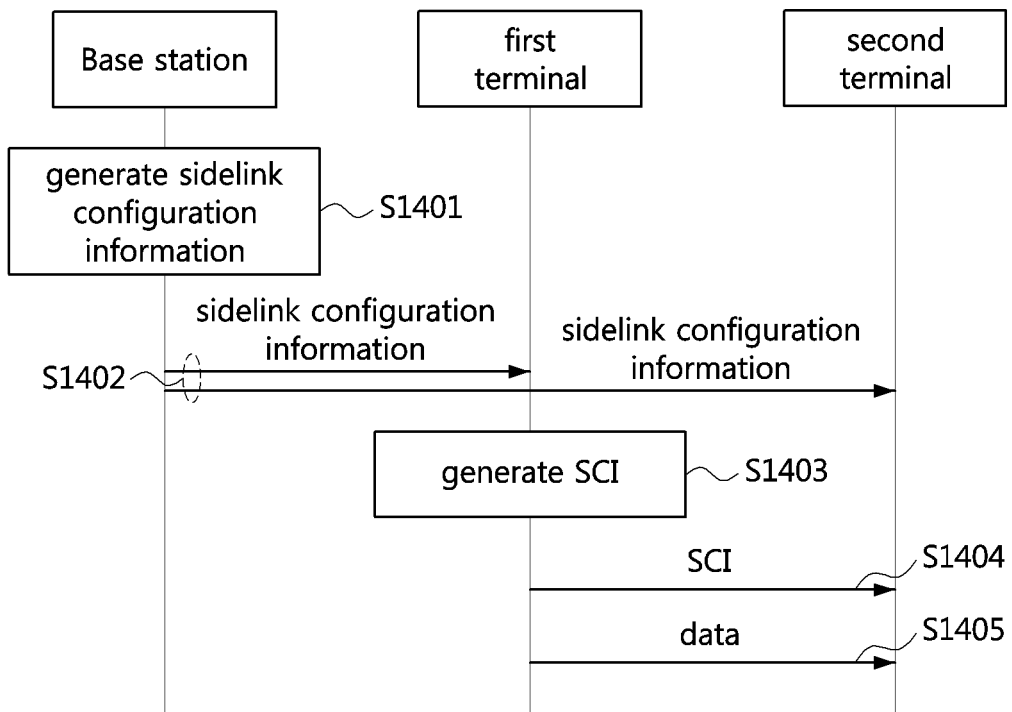 Base station
first
terminal
second
terminal
generate sidelink
configuration
information
S1401
sidelink configuration
information
sidelink configuration
information
S1402
generate SCI
S1403
SCI
S1404
data
S1405